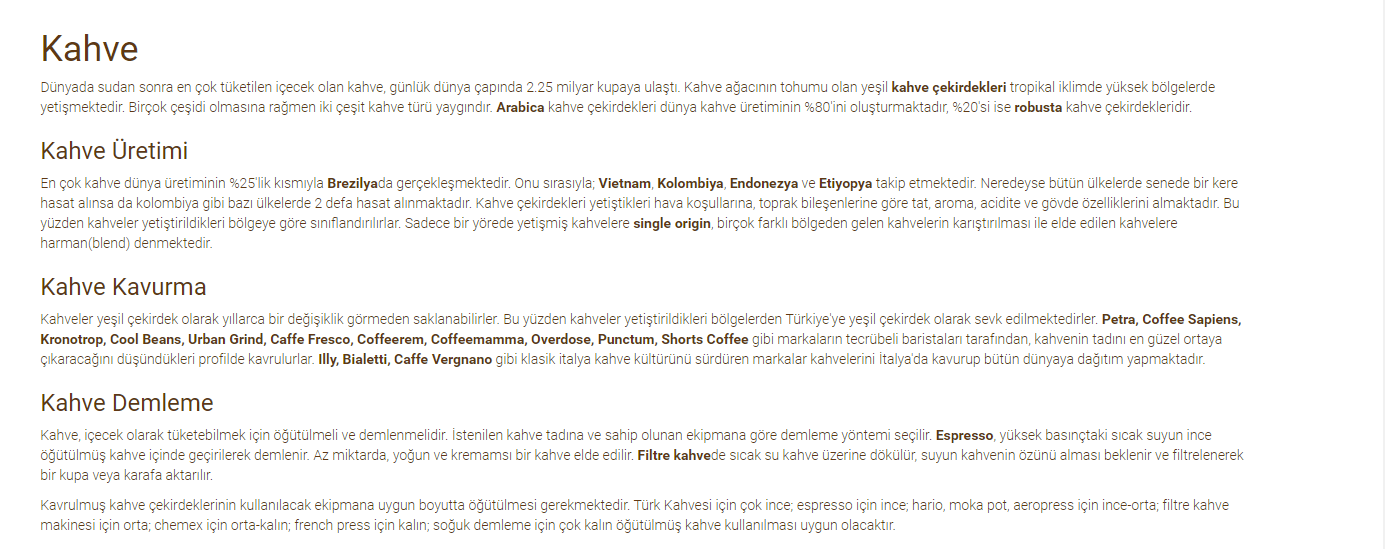 Kahve
Dünyada sudan sonra en çok tüketilen içecek olan kahve, günlük dünya çapında 2.25 milyar kupaya ulaştı. Kahve ağacının tohumu olan yeşil kahve çekirdekleri tropikal iklimde yüksek bölgelerde
yetişmektedir. Birçok çeşidi olmasına rağmen iki çeşit kahve türü yaygındır. Arabica kahve çekirdekleri dünya kahve üretiminin %80'ini oluşturmaktadır, %20'si ise robusta kahve çekirdekleridir.
Kahve Üretimi
En çok kahve dünya üretiminin %25'lik kısmıyla Brezilyada gerçekleşmektedir. Onu sırasıyla; Vietnam, Kolombiya, Endonezya ve Etiyopya takip etmektedir. Neredeyse bütün ülkelerde senede bir kere
hasat alınsa da kolombiya gibi bazı ülkelerde 2 defa hasat alınmaktadır. Kahve çekirdekleri yetiştikleri hava koşullarına, toprak bileşenlerine göre tat, aroma, acidite ve gövde özelliklerini almaktadır. Bu
yüzden kahveler yetiştirildikleri bölgeye göre sınıflandırılırlar. Sadece bir yörede yetişmiş kahvelere single origin, birçok farklı bölgeden gelen kahvelerin karıştırılması ile elde edilen kahvelere
harman(blend) denmektedir.
Kahve Kavurma
Kahveler yeşil çekirdek olarak yıllarca bir değişiklik görmeden saklanabilirler. Bu yüzden kahveler yetiştirildikleri bölgelerden Türkiye'ye yeşil çekirdek olarak sevk edilmektedirler. Petra, Coffee Sapiens,
Kronotrop, Cool Beans, Urban Grind, Caffe Fresco, Coffeerem, Coffeemamma, Overdose, Punctum, Shorts Coffee gibi markaların tecrübeli baristaları tarafından, kahvenin tadını en güzel ortaya
çıkaracağını düşündükleri profilde kavrulurlar. Illy, Bialetti, Caffe Vergnano gibi klasik italya kahve kültürünü sürdüren markalar kahvelerini İtalya'da kavurup bütün dünyaya dağıtım yapmaktadır.
Kahve Demleme
Kahve, içecek olarak tüketebilmek için öğütülmeli ve demlenmelidir. İstenilen kahve tadına ve sahip olunan ekipmana göre demleme yöntemi seçilir. Espresso, yüksek basınçtaki sıcak suyun ince
öğütülmüş kahve içinde geçirilerek demlenir. Az miktarda, yoğun ve kremamsı bir kahve elde edilir. Filtre kahvede sıcak su kahve üzerine dökülür, suyun kahvenin özünü alması beklenir ve filtrelenerek
bir kupa veya karafa aktarılır.
Kavrulmuş kahve çekirdeklerinin kullanılacak ekipmana uygun boyutta öğütülmesi gerekmektedir. Türk Kahvesi için çok ince; espresso için ince; hario, moka pot, aeropress için ince-orta; filtre kahve
makinesi için orta; chemex için orta-kalın; french press için kalın; soğuk demleme için çok kalın öğütülmüş kahve kullanılması uygun olacaktır.